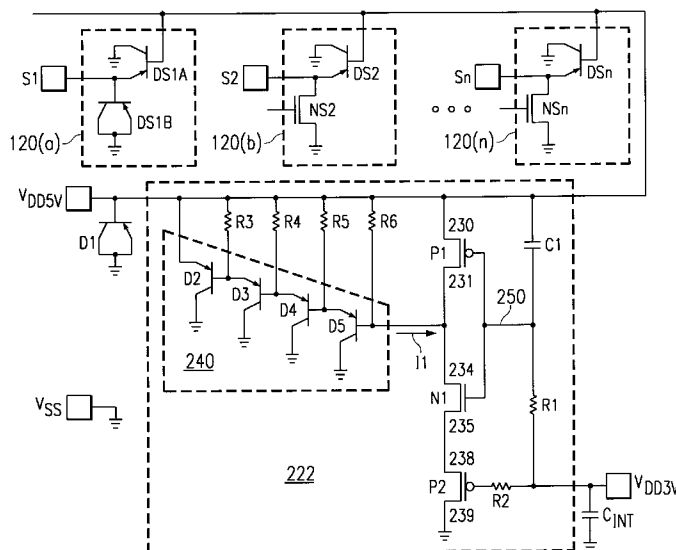 S1
DS1A
DS1B
120(a)
S2
DS2
NS2
120(b)
Sn
DSn
NSn
120(n)
VDD5V
D1
R3
R4
R5
R6
230
P1
231
C1
D2
D3
D4
D5
250
I1
240
234
N1
235
R1
VSS
238
222
P2
R2
VDD3V
239
CINT